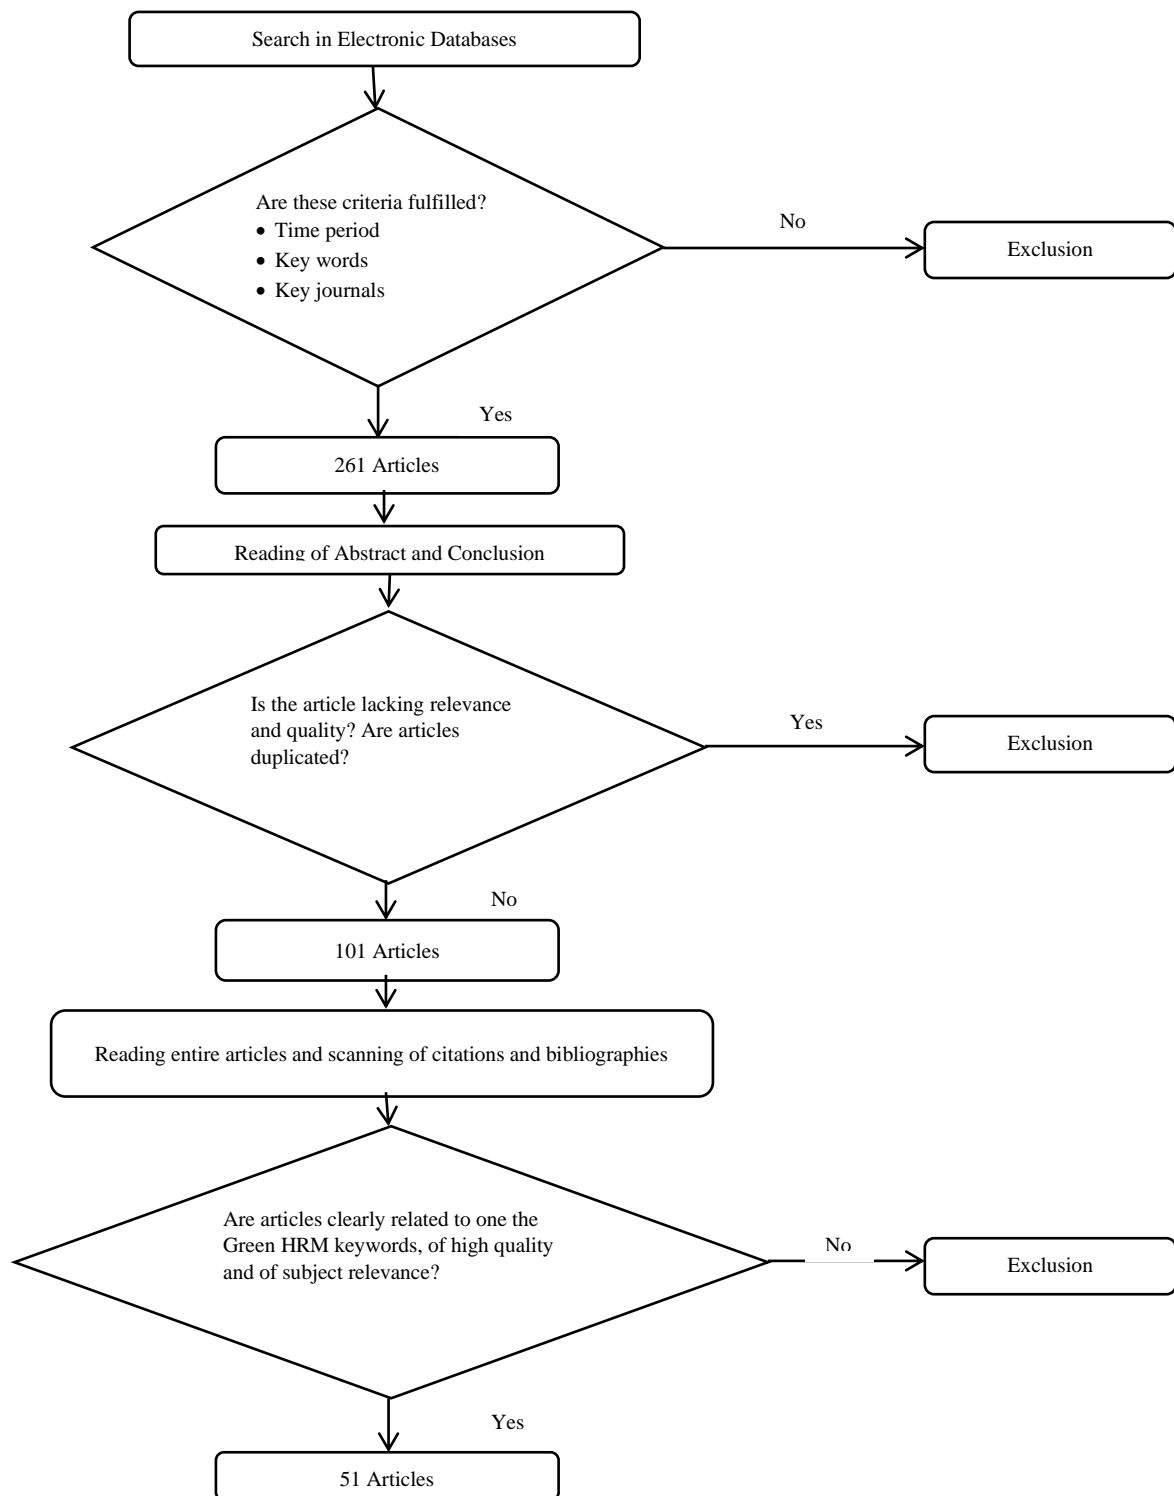 Search in Electronic Databases
Are these criteria fulfilled?
• Time period
• Key words
• Key journals
No
Exclusion
Yes
261 Articles
Reading of Abstract and Conclusion
Is the article lacking relevance
and quality? Are articles
duplicated?
Yes
Exclusion
No
101 Articles
Reading entire articles and scanning of citations and bibliographies
Are articles clearly related to one the
Green HRM keywords, of high quality
and of subject relevance?
No
Exclusion
Yes
51 Articles